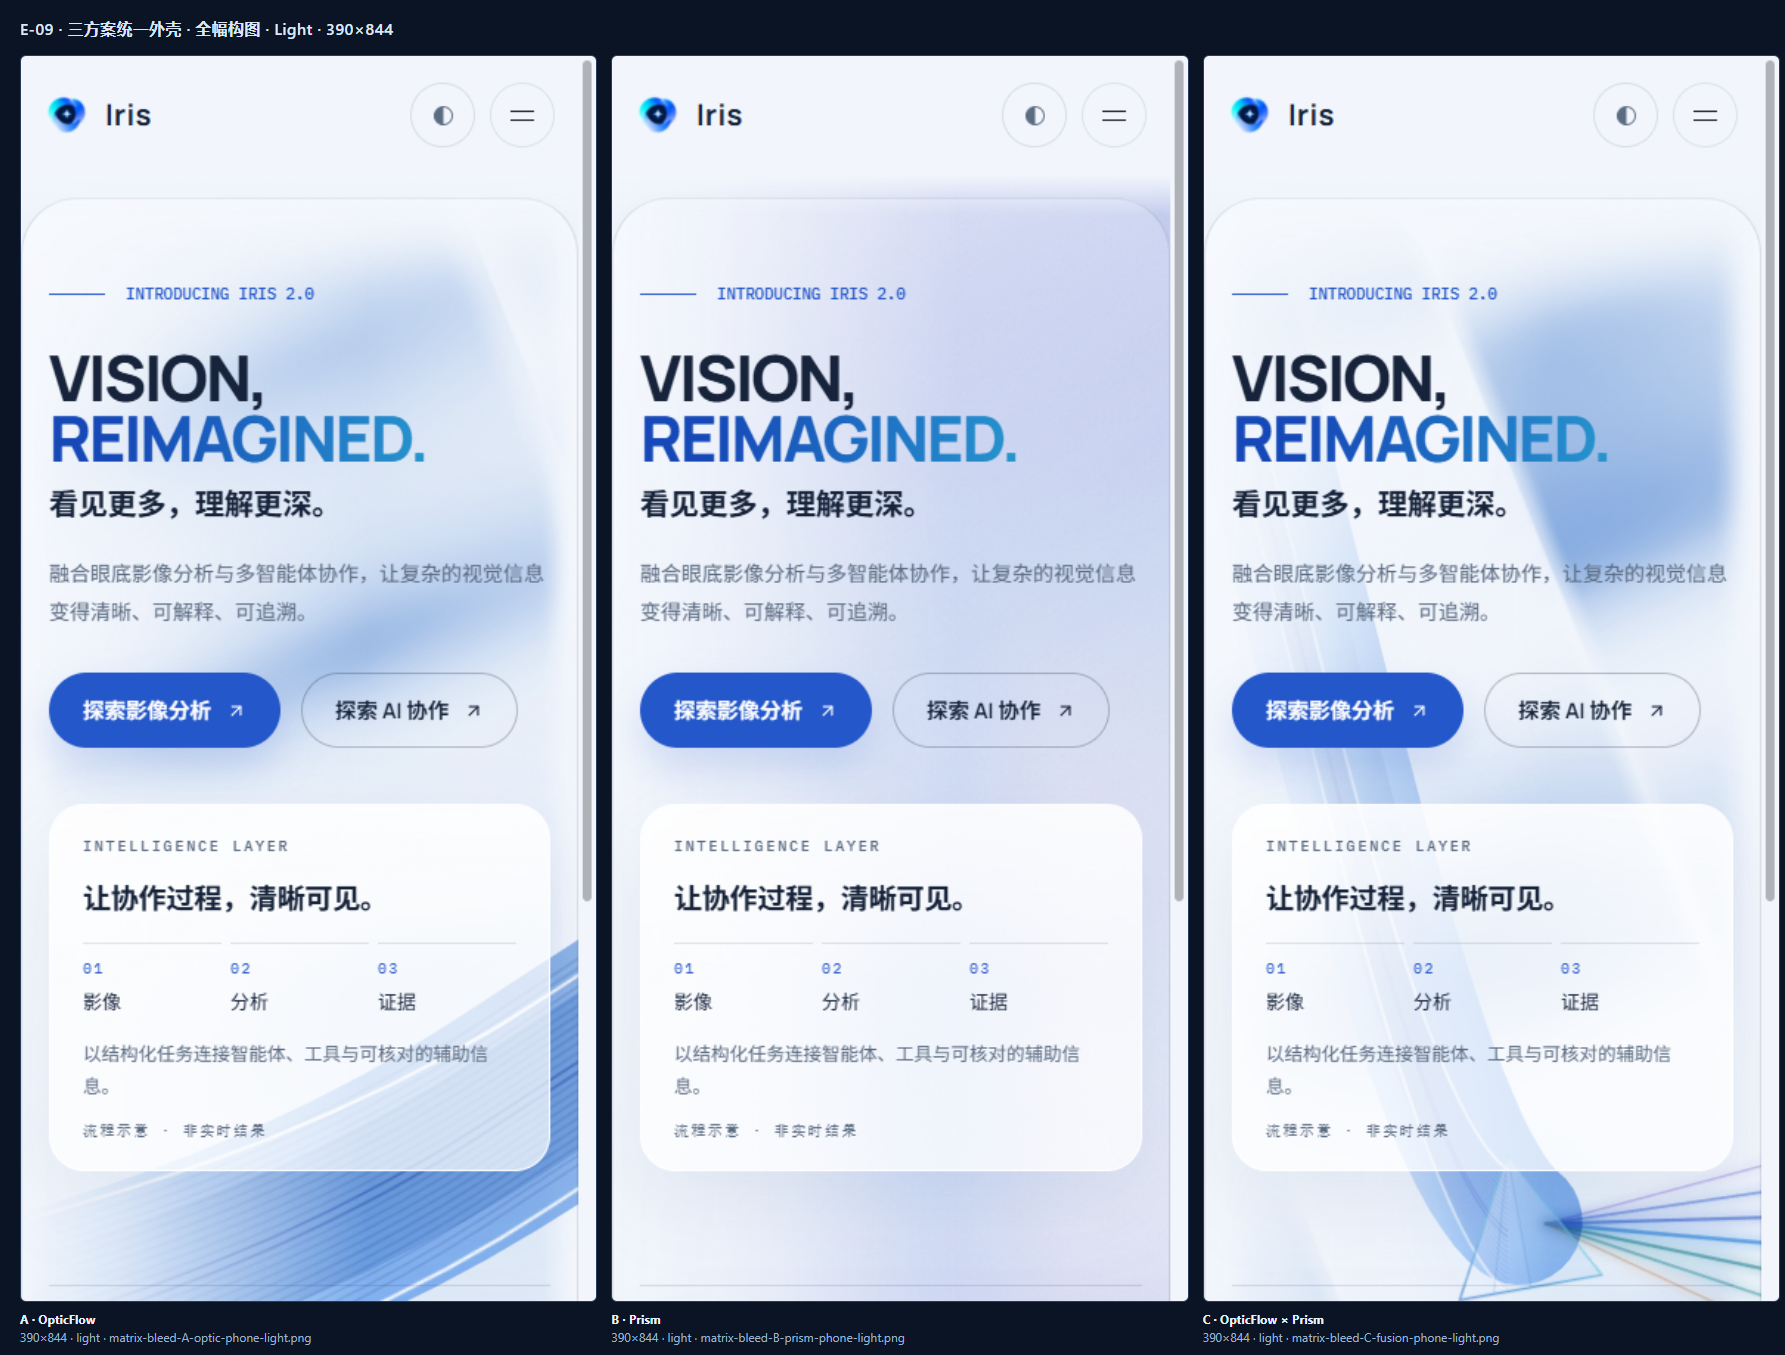 E-09 · 三方案统一外壳 · 全幅构图 · Light · 390×844
Iris
INTRODUCING IRIS 2.0
VISION,
REIMAGINED.
看见更多，理解更深。
融合眼底影像分析与多智能体协作，让复杂的视觉信息
变得清晰、可解释、可追溯。
探索影像分析 ↗
探索 AI 协作 ↗
INTELLIGENCE LAYER
让协作过程，清晰可见。
01 02 03
影像 分析 证据
以结构化任务连接智能体、工具与可核对的辅助信
息。
流程示意 · 非实时结果
A · OpticFlow
390×844 · light · matrix-bleed-A-optic-phone-light.png
Iris
INTRODUCING IRIS 2.0
VISION,
REIMAGINED.
看见更多，理解更深。
融合眼底影像分析与多智能体协作，让复杂的视觉信息
变得清晰、可解释、可追溯。
探索影像分析 ↗
探索 AI 协作 ↗
INTELLIGENCE LAYER
让协作过程，清晰可见。
01 02 03
影像 分析 证据
以结构化任务连接智能体、工具与可核对的辅助信
息。
流程示意 · 非实时结果
B · Prism
390×844 · light · matrix-bleed-B-prism-phone-light.png
Iris
INTRODUCING IRIS 2.0
VISION,
REIMAGINED.
看见更多，理解更深。
融合眼底影像分析与多智能体协作，让复杂的视觉信息
变得清晰、可解释、可追溯。
探索影像分析 ↗
探索 AI 协作 ↗
INTELLIGENCE LAYER
让协作过程，清晰可见。
01 02 03
影像 分析 证据
以结构化任务连接智能体、工具与可核对的辅助信
息。
流程示意 · 非实时结果
C · OpticFlow × Prism
390×844 · light · matrix-bleed-C-fusion-phone-light.png